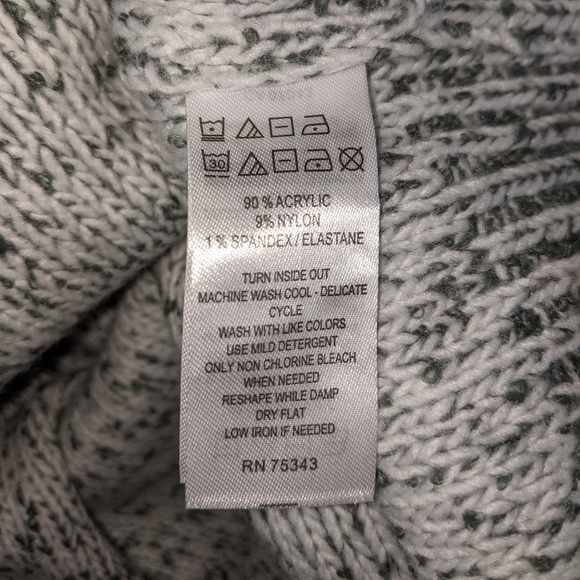 30
90 % ACRYLIC
9% NYLON
1 % SPANDEX / ELASTANE
TURN INSIDE OUT
MACHINE WASH COOL - DELICATE
CYCLE
WASH WITH LIKE COLORS
USE MILD DETERGENT
ONLY NON CHLORINE BLEACH
WHEN NEEDED
RESHAPE WHILE DAMP
DRY FLAT
LOW IRON IF NEEDED
RN 75343